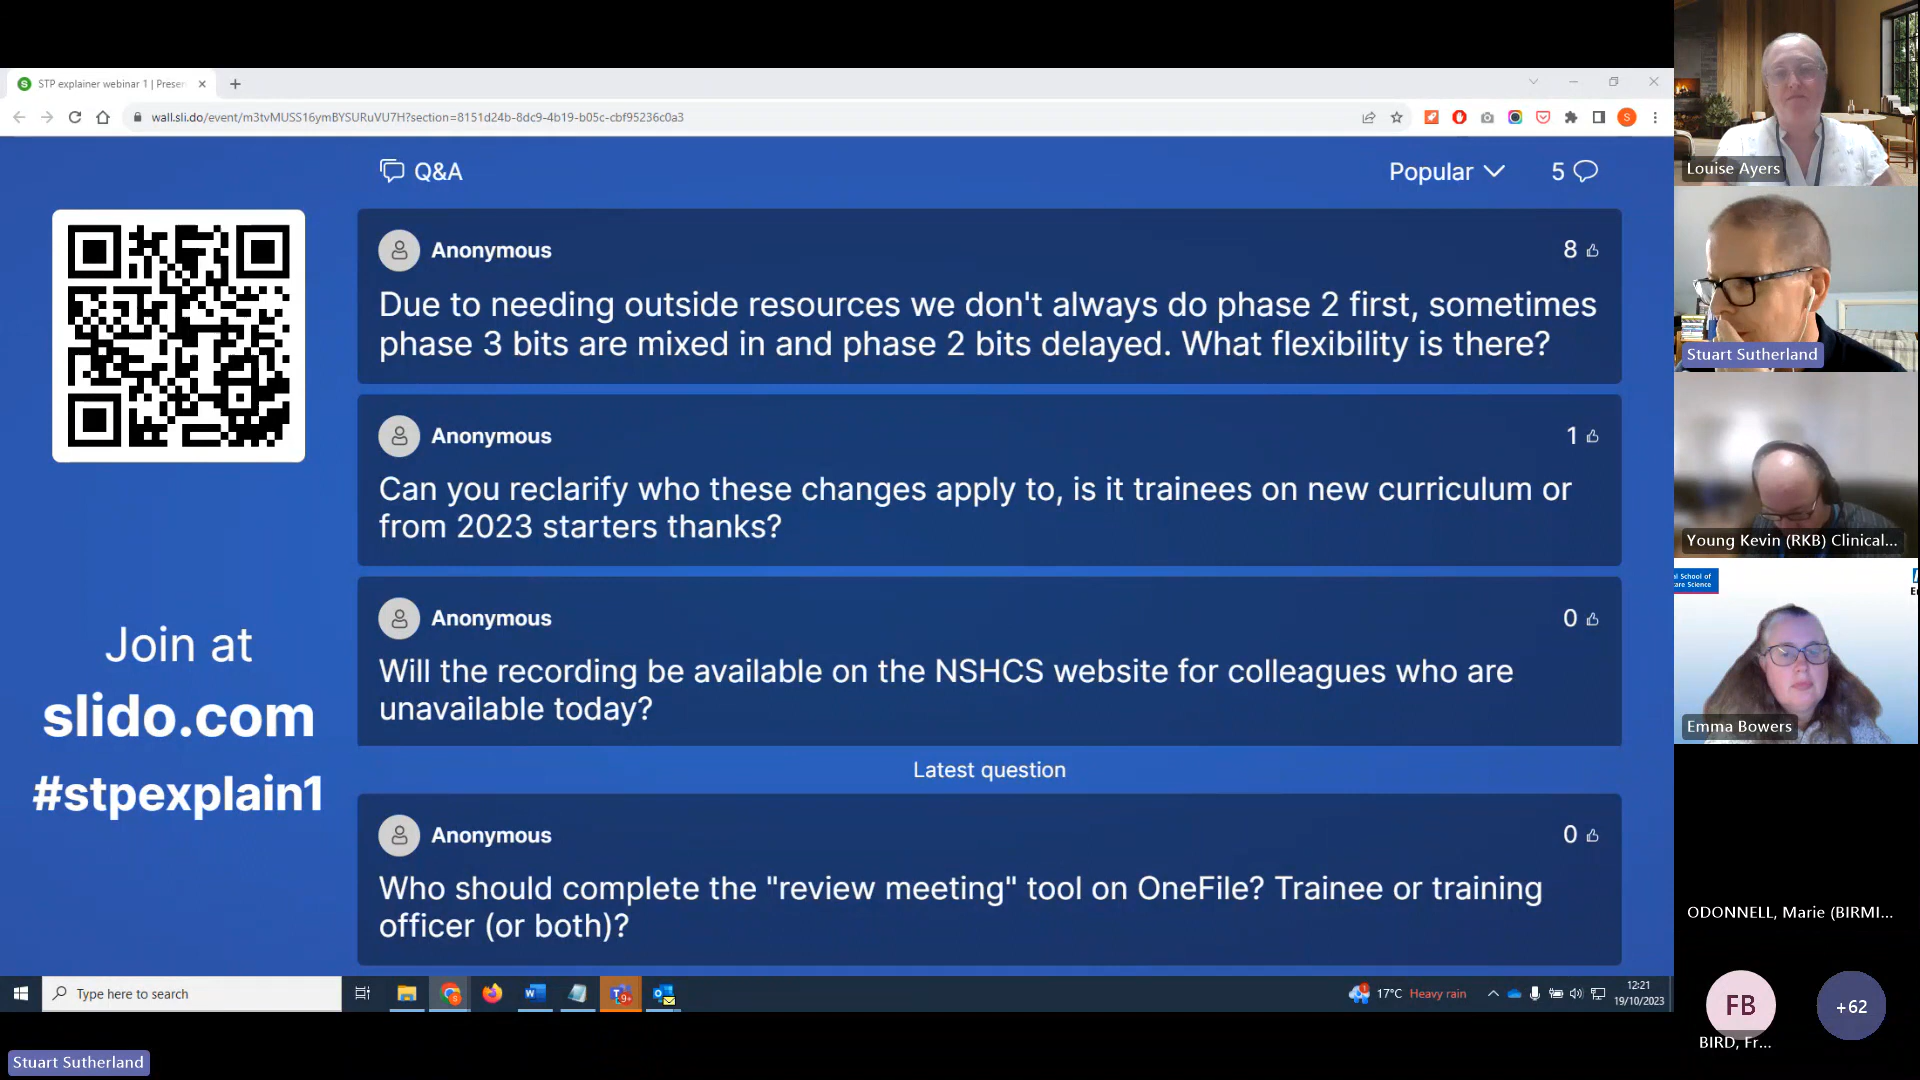 STP explainer webinar 1 | Presen
wall.sli.do/event/m3tvMUSS16ymBYSURuVU7H?section=8151d24b-8dc9-4b19-b05c-cbf95236c0a3
S
Q&A
Popular
5
Anonymous
8
Due to needing outside resources we don't always do phase 2 first, sometimes
phase 3 bits are mixed in and phase 2 bits delayed. What flexibility is there?
Anonymous
1
Can you reclarify who these changes apply to, is it trainees on new curriculum or
from 2023 starters thanks?
Anonymous
0
Will the recording be available on the NSHCS website for colleagues who are
unavailable today?
Latest question
Anonymous
0
Who should complete the "review meeting" tool on OneFile? Trainee or training
officer (or both)?
Join at
slido.com
#stpexplain1
Type here to search
17°C Heavy rain
12:21
19/10/2023
Stuart Sutherland
Louise Ayers
Stuart Sutherland
Young Kevin (RKB) Clinical...
l School of
are Science
Emma Bowers
ODONNELL, Marie (BIRMI...
FB
BIRD, Fr...
+62